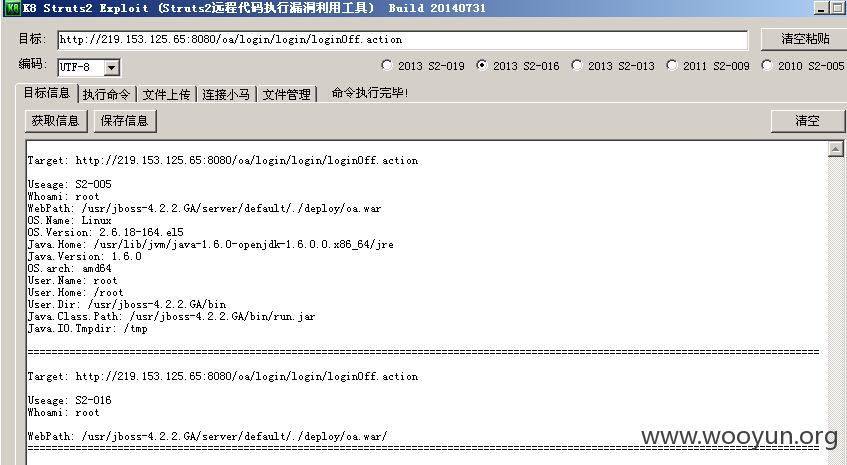 K8 Struts2 Exploit (Struts2远程代码执行漏洞利用工具) Build 20140731
目标: http://219.153.125.65:8080/oa/login/login/loginOff.action 清空粘贴
编码: UTF-8 2013 S2-019 2013 S2-016 2013 S2-013 2011 S2-009 2010 S2-005
目标信息 执行命令 文件上传 连接小马 文件管理 命令执行完毕!
获取信息 保存信息 清空
Target: http://219.153.125.65:8080/oa/login/login/loginOff.action
Useage: S2-005
Whoami: root
WebPath: /usr/jboss-4.2.2.GA/server/default/./deploy/oa.war
OS.Name: Linux
OS.Version: 2.6.18-164.el5
Java.Home: /usr/lib/jvm/java-1.6.0-openjdk-1.6.0.0.x86_64/jre
Java.Version: 1.6.0
OS.arch: amd64
User.Name: root
User.Home: /root
User.Dir: /usr/jboss-4.2.2.GA/bin
Java.Class.Path: /usr/jboss-4.2.2.GA/bin/run.jar
Java.IO.Tmpdir: /tmp
Target: http://219.153.125.65:8080/oa/login/login/loginOff.action
Useage: S2-016
Whoami: root
WebPath: /usr/jboss-4.2.2.GA/server/default/./deploy/oa.war/
www.wooyun.org